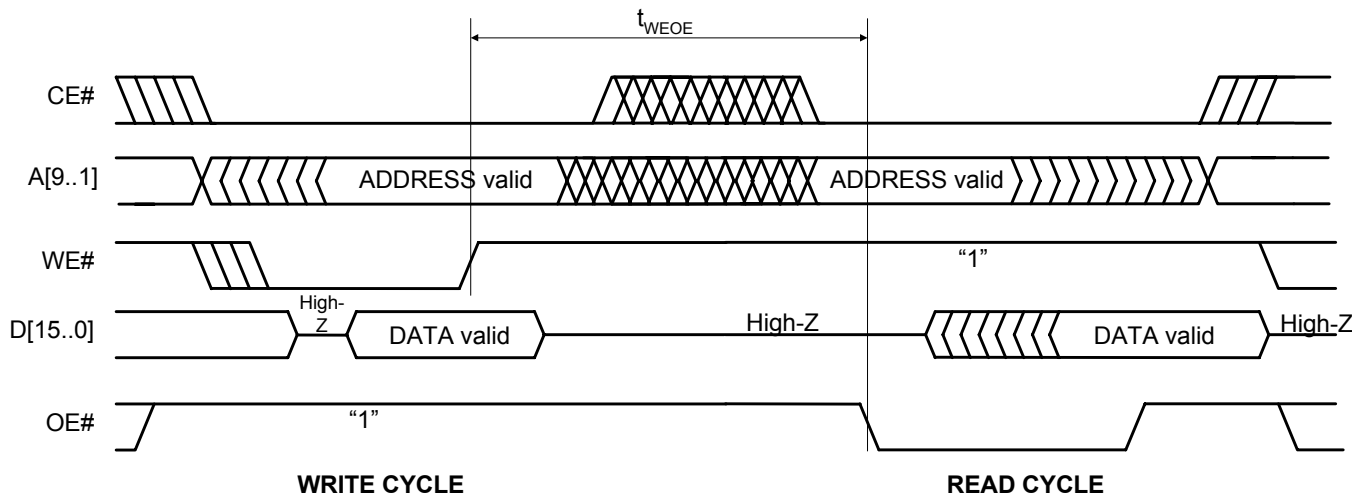 tWEOE
CE#
A[9..1]
ADDRESS valid
ADDRESS valid
WE#
“1”
D[15..0]
High-
Z
DATA valid
High-Z
DATA valid
High-Z
OE#
“1”
WRITE CYCLE
READ CYCLE